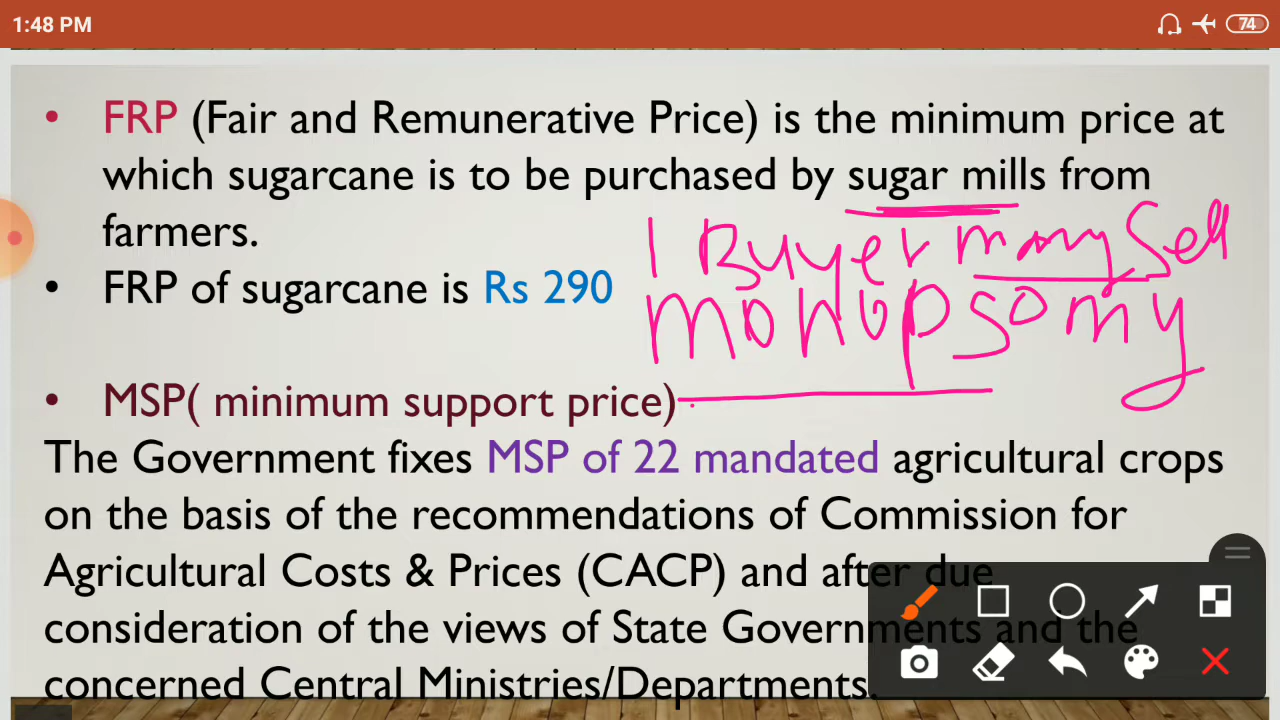 1:48 PM
74
• FRP (Fair and Remunerative Price) is the minimum price at
which sugarcane is to be purchased by sugar mills from
farmers.
1 Buyer many Sell
• FRP of sugarcane is Rs 290
monopsomy
• MSP( minimum support price)
The Government fixes MSP of 22 mandated agricultural crops
on the basis of the recommendations of Commission for
Agricultural Costs & Prices (CACP) and after due
consideration of the views of State Governments and the
concerned Central Ministries/Departments.